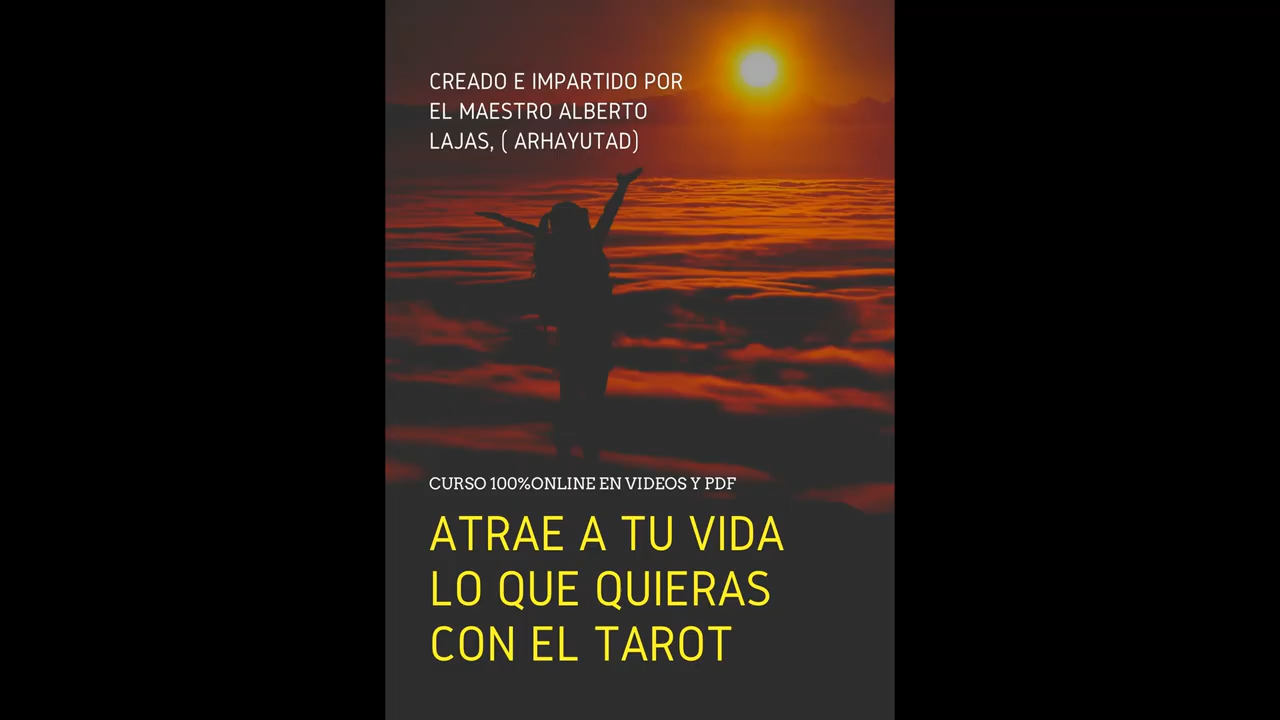 CREADO E IMPARTIDO POR
EL MAESTRO ALBERTO
LAJAS, ( ARHAYUTAD)
CURSO 100%ONLINE EN VIDEOS Y PDF
ATRAE A TU VIDA
LO QUE QUIERAS
CON EL TAROT